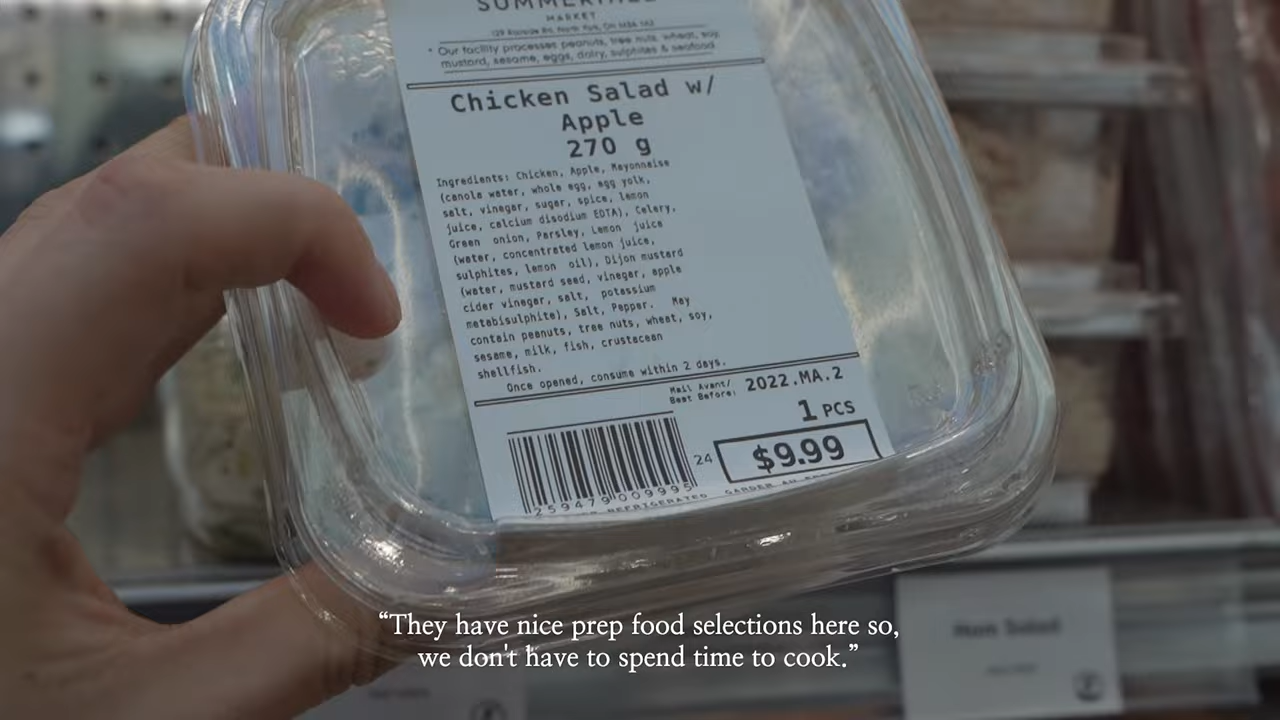 MARKET
* Our facility processes peanuts, tree nuts, wheat, soy,
mustard, sesame, eggs, dairy, sulphites & seafood
Chicken Salad w/
Apple
270 g
Ingredients: Chicken, Apple, Mayonnaise
(canola water, whole egg, egg yolk,
salt, vinegar, sugar, spice, lemon
juice, calcium disodium EDTA), Celery,
Green onion, Parsley, Lemon juice
(water, concentrated lemon juice,
sulphites, lemon oil), Dijon mustard
(water, mustard seed, vinegar, apple
cider vinegar, salt, potassium
metabisulphite), Salt, Pepper. May
contain peanuts, tree nuts, wheat, soy,
sesame, milk, fish, crustacean
shellfish.
Once opened, consume within 2 days.
Meil Avant/
Best Before: 2022.MA.2
1 PCS
24 $9.99
2 59479 009995
REFRIGERATED GARDER AU
Ham Salad
“They have nice prep food selections here so,
we don't have to spend time to cook.”